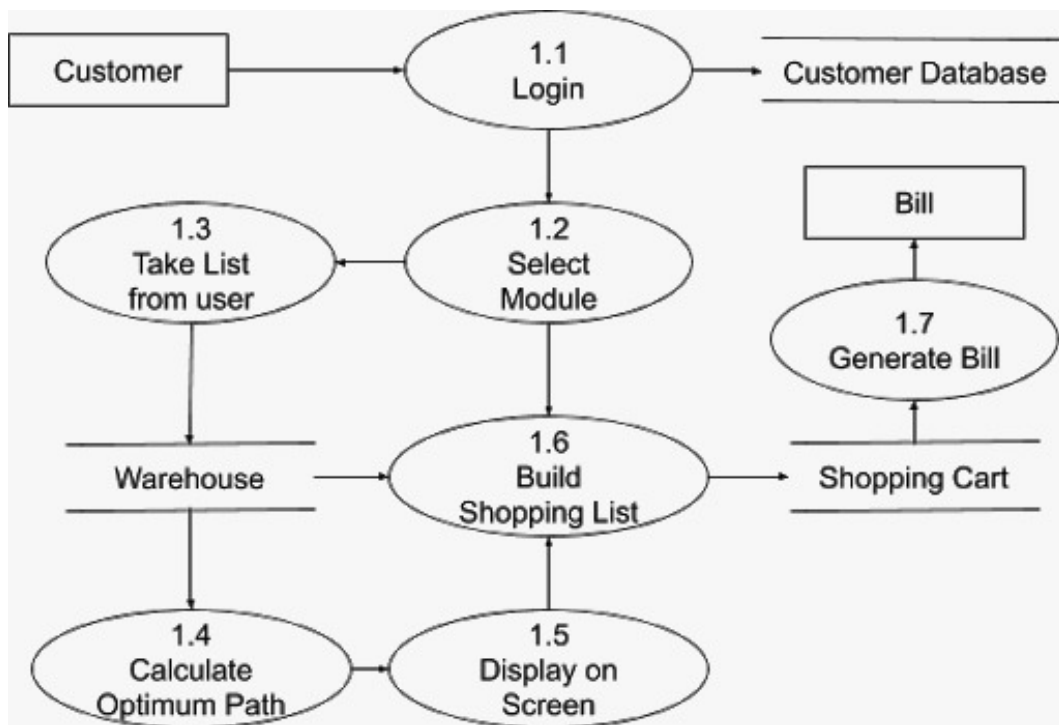 Customer
1.1
Login
Customer Database
Bill
1.3
Take List
from user
1.2
Select
Module
1.7
Generate Bill
Warehouse
1.6
Build
Shopping List
Shopping Cart
1.4
Calculate
Optimum Path
1.5
Display on
Screen